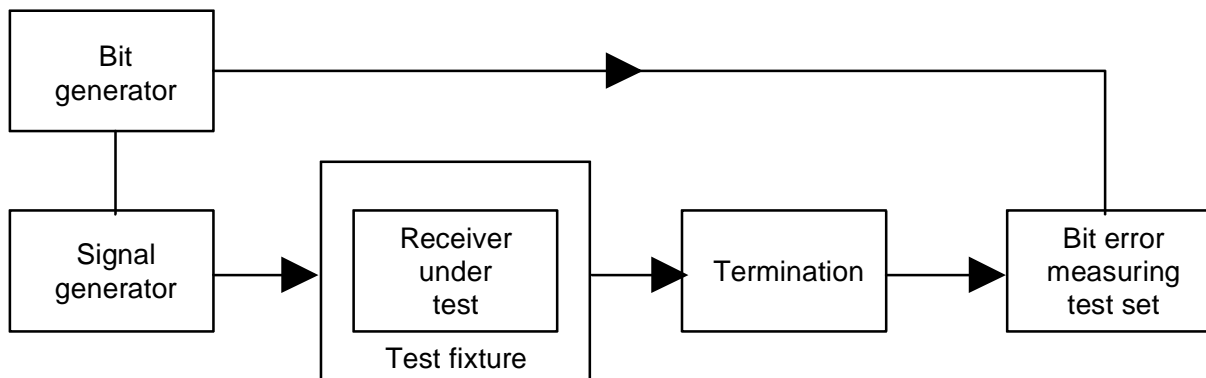 Bit
generator
Signal
generator
Receiver
under
test
Test fixture
Termination
Bit error
measuring
test set